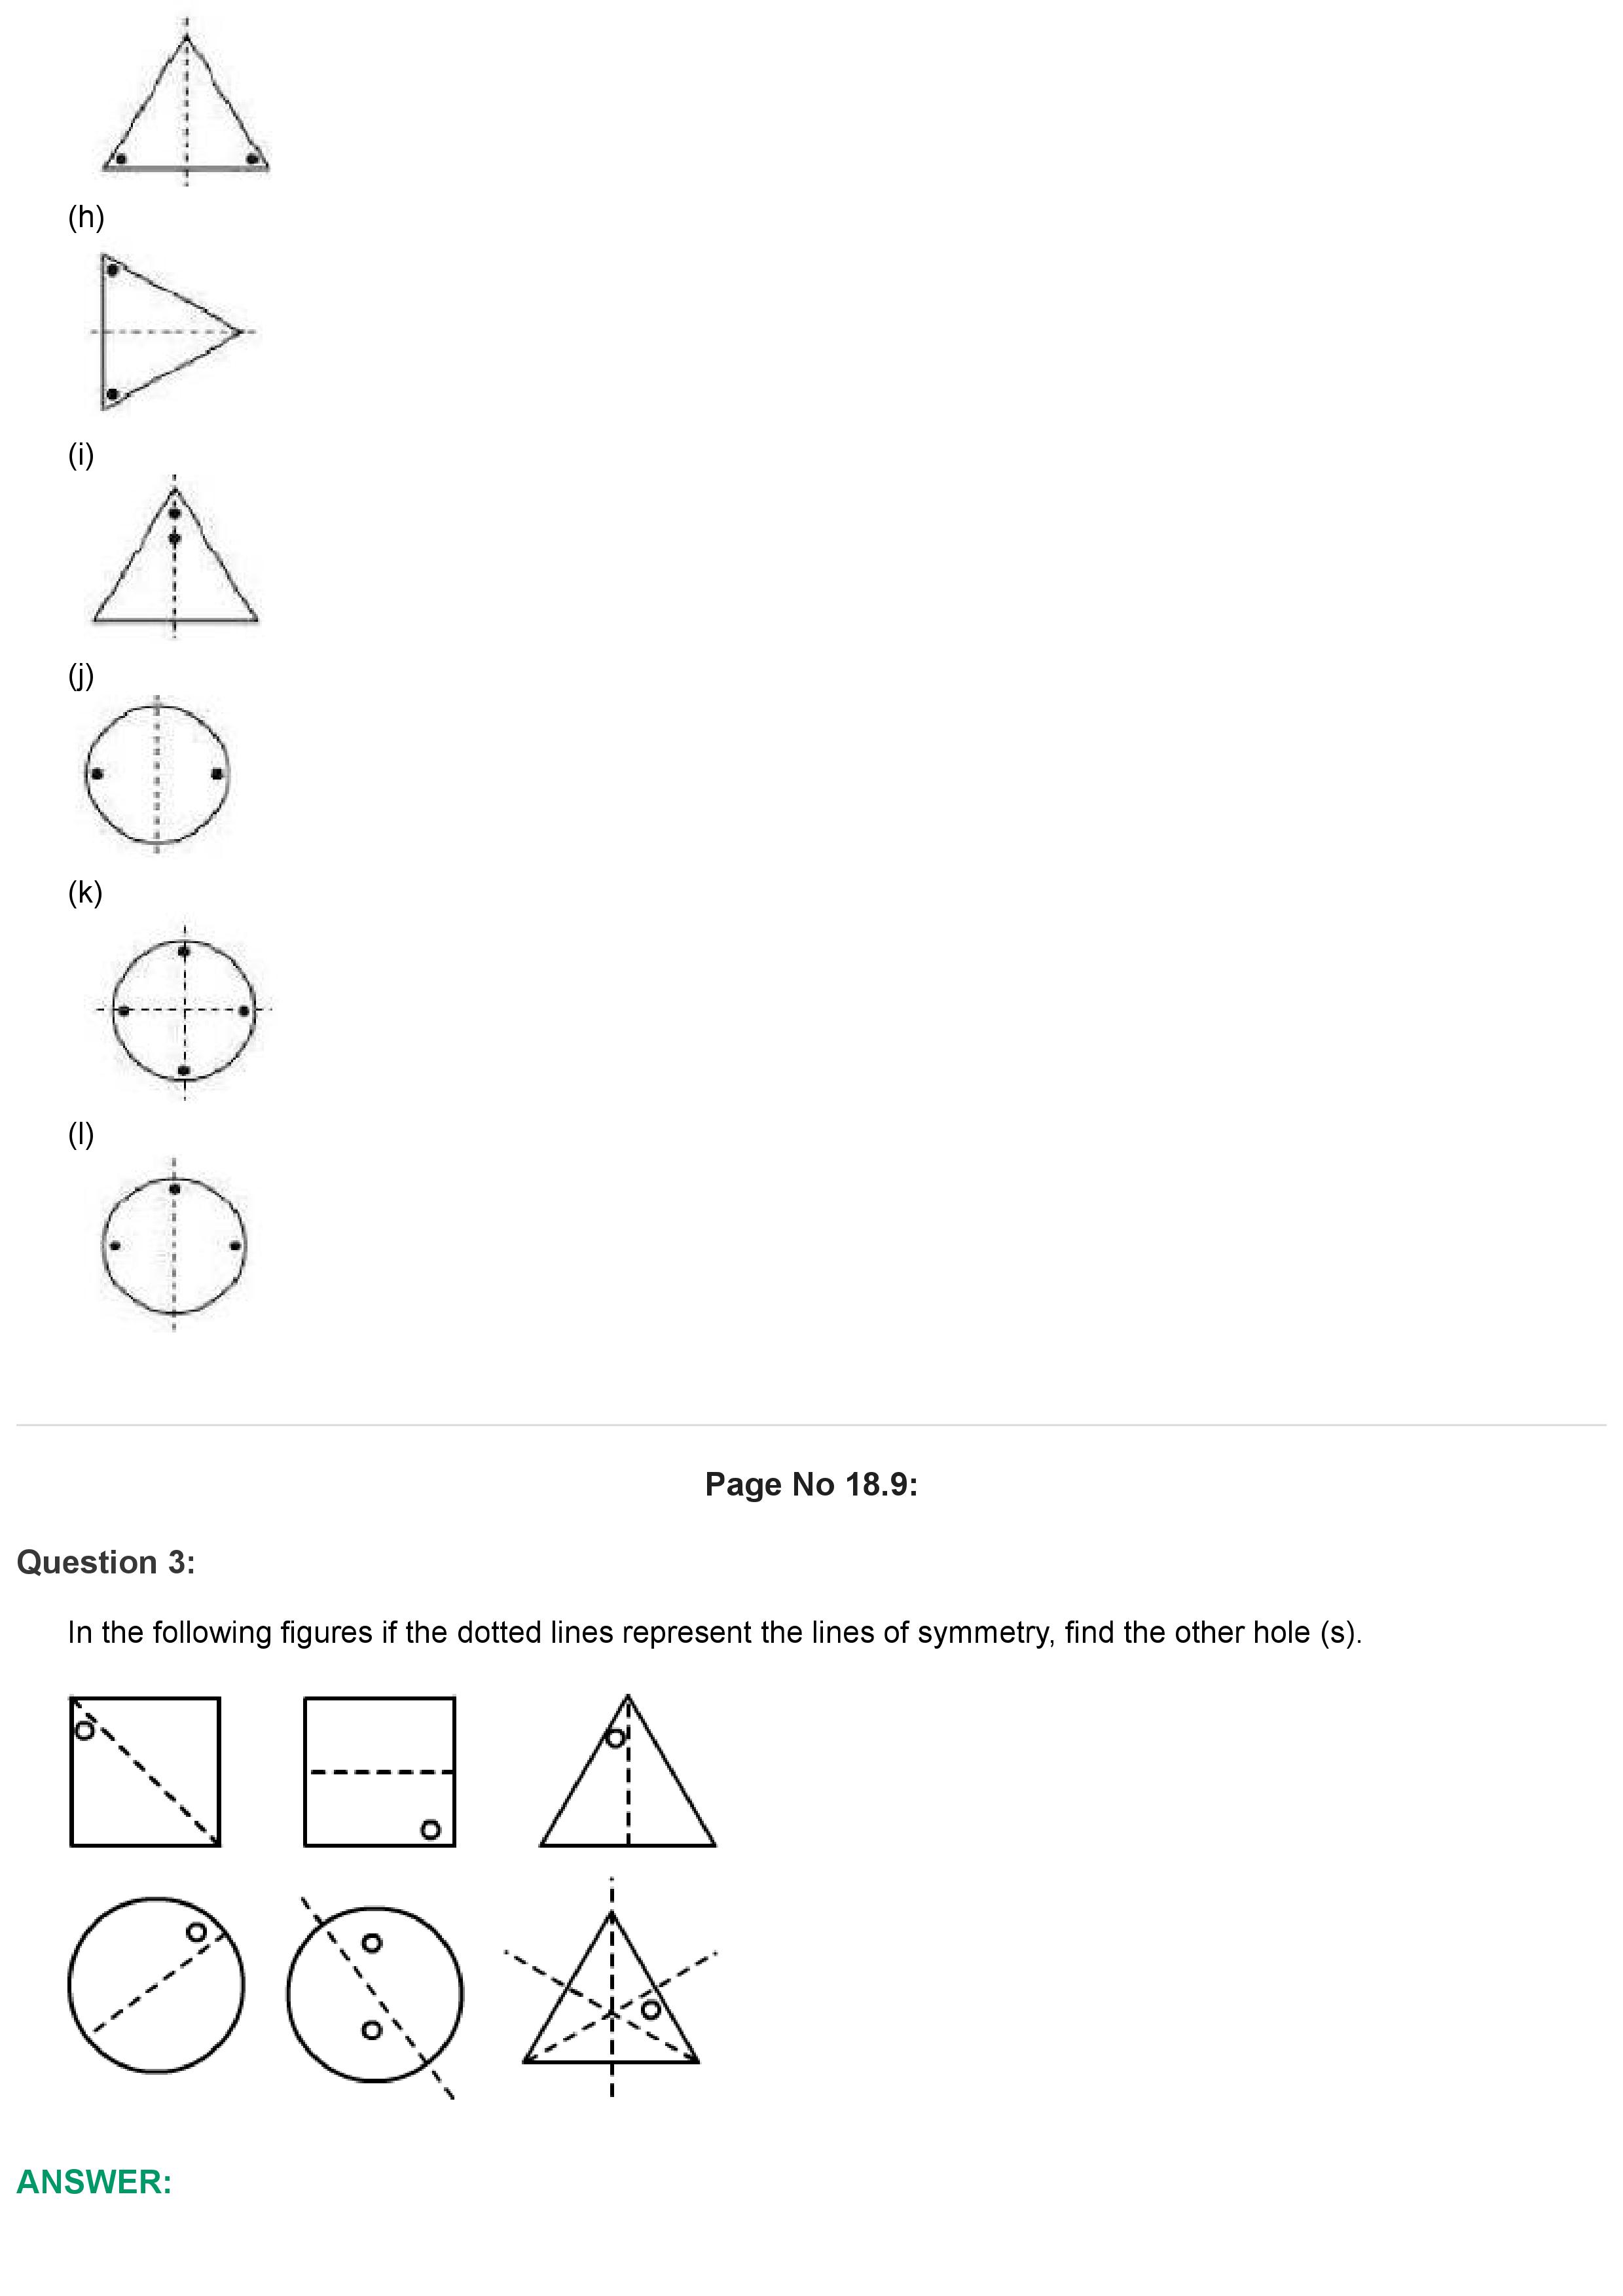 (h)
(i)
(j)
(k)
(l)
Page No 18.9:
Question 3:
In the following figures if the dotted lines represent the lines of symmetry, find the other hole (s).
ANSWER: